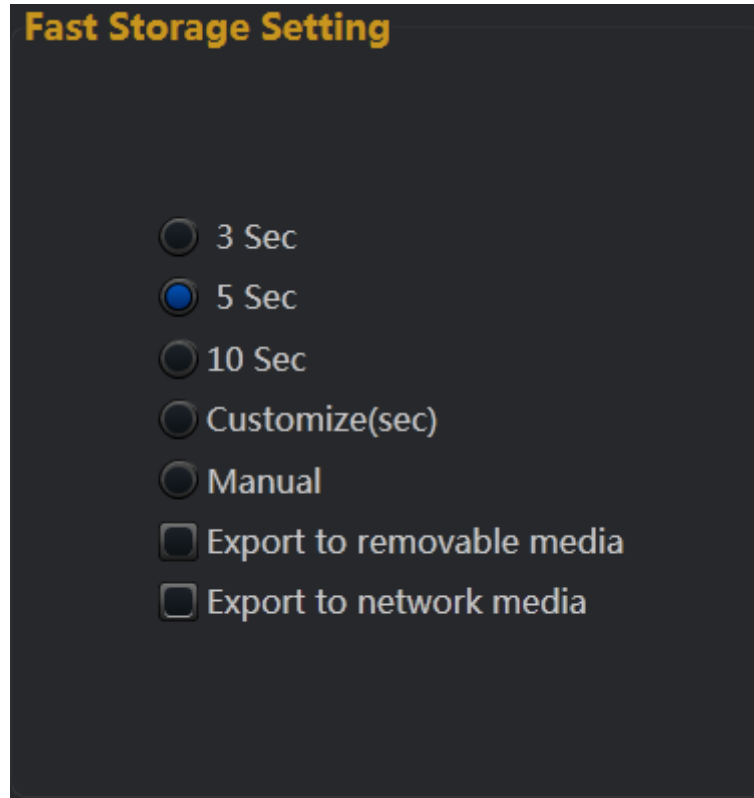 Fast Storage Setting
3 Sec
5 Sec
10 Sec
Customize(sec)
Manual
Export to removable media
Export to network media